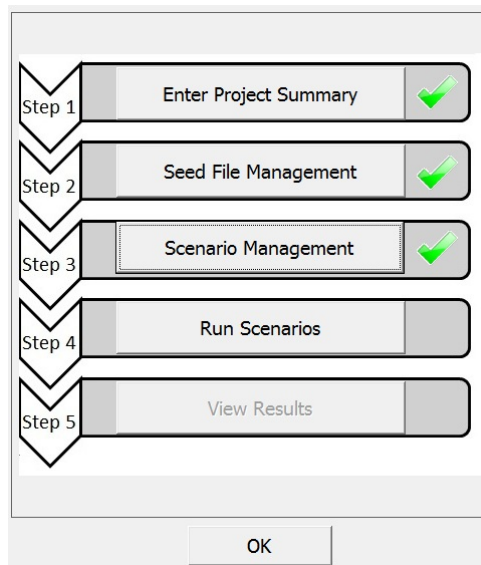 Step 1
Enter Project Summary
Step 2
Seed File Management
Step 3
Scenario Management
Step 4
Run Scenarios
Step 5
View Results
OK